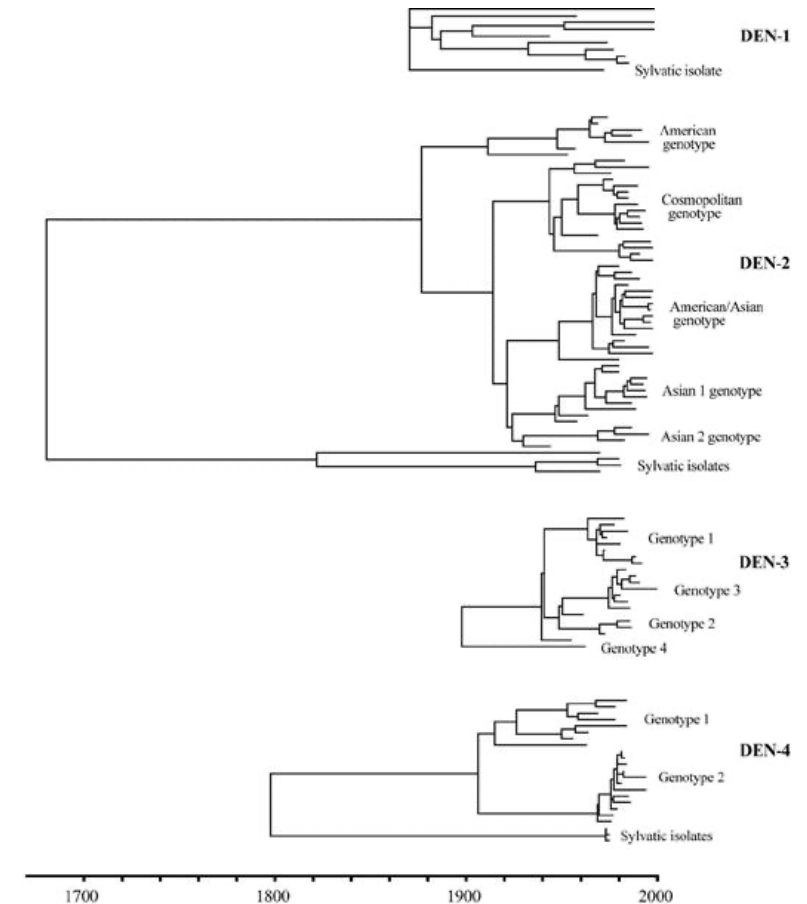 DEN-1
Sylvatic isolate
American
genotype
Cosmopolitan
genotype
DEN-2
American/Asian
genotype
Asian 1 genotype
Asian 2 genotype
Sylvatic isolates
Genotype 1
DEN-3
Genotype 3
Genotype 2
Genotype 4
Genotype 1
DEN-4
Genotype 2
Sylvatic isolates
1700 1800 1900 2000